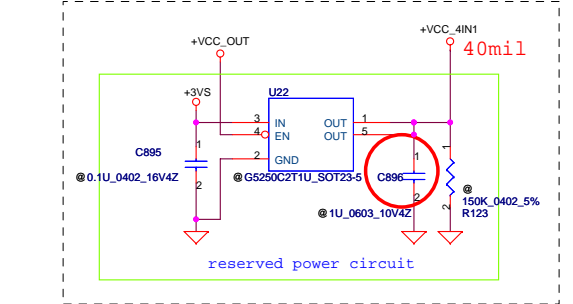 +VCC_OUT
+VCC_4IN1
40mil
+3VS
U22
3 IN OUT 1
4 EN OUT 5
2 GND
1
C895
2
@0.1U_0402_16V4Z
@G5250C2T1U_SOT23-5
1
C896
2
@1U_0603_10V4Z
1
@
150K_0402_5%
2
R123
reserved power circuit